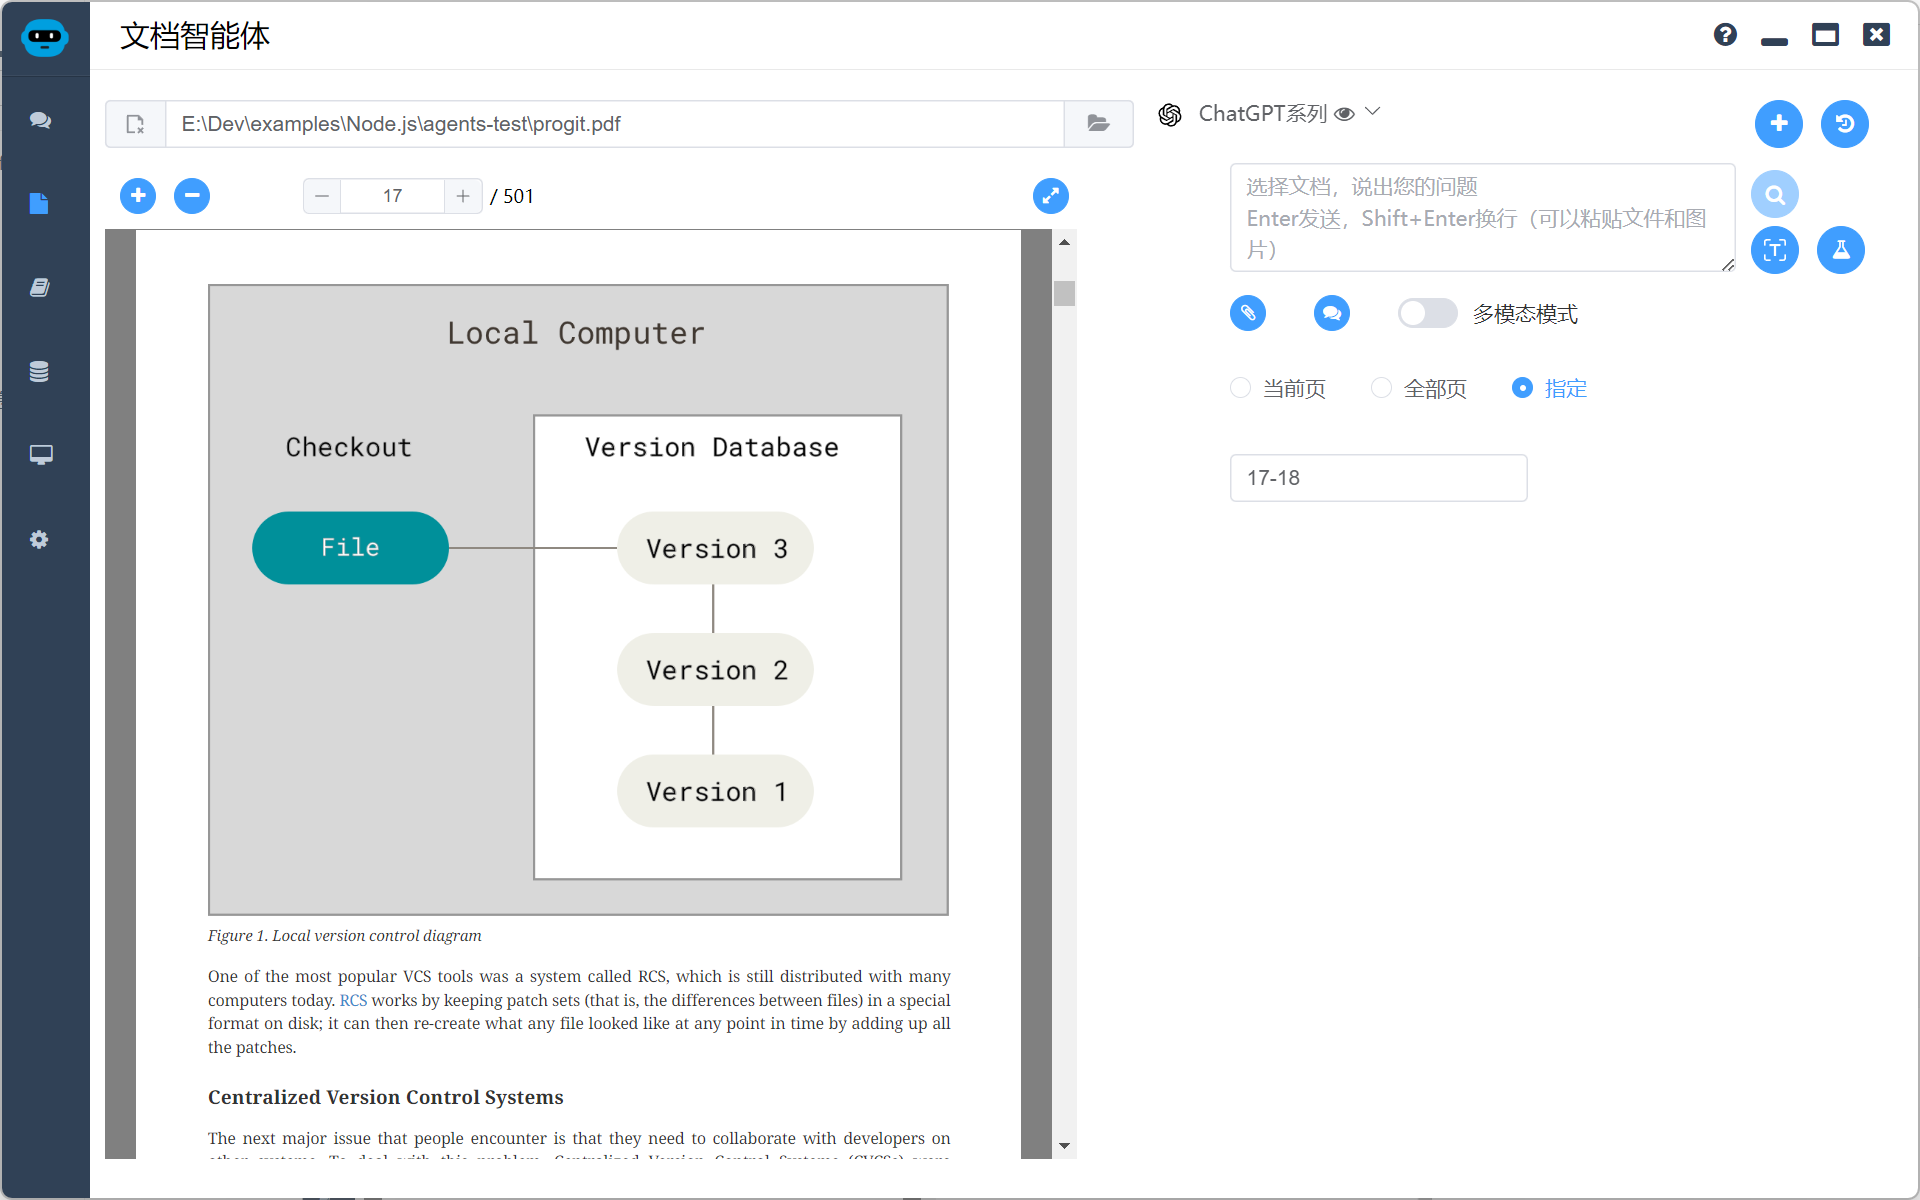 文档智能体
E:\Dev\examples\Node.js\agents-test\progit.pdf
17 / 501
Local Computer
Checkout
Version Database
File
Version 3
Version 2
Version 1
Figure 1. Local version control diagram
One of the most popular VCS tools was a system called RCS, which is still distributed with many
computers today. RCS works by keeping patch sets (that is, the differences between files) in a special
format on disk; it can then re-create what any file looked like at any point in time by adding up all
the patches.
Centralized Version Control Systems
The next major issue that people encounter is that they need to collaborate with developers on
ChatGPT系列
选择文档，说出您的问题
Enter发送，Shift+Enter换行（可以粘贴文件和图
片）
多模态模式
当前页 全部页 指定
17-18